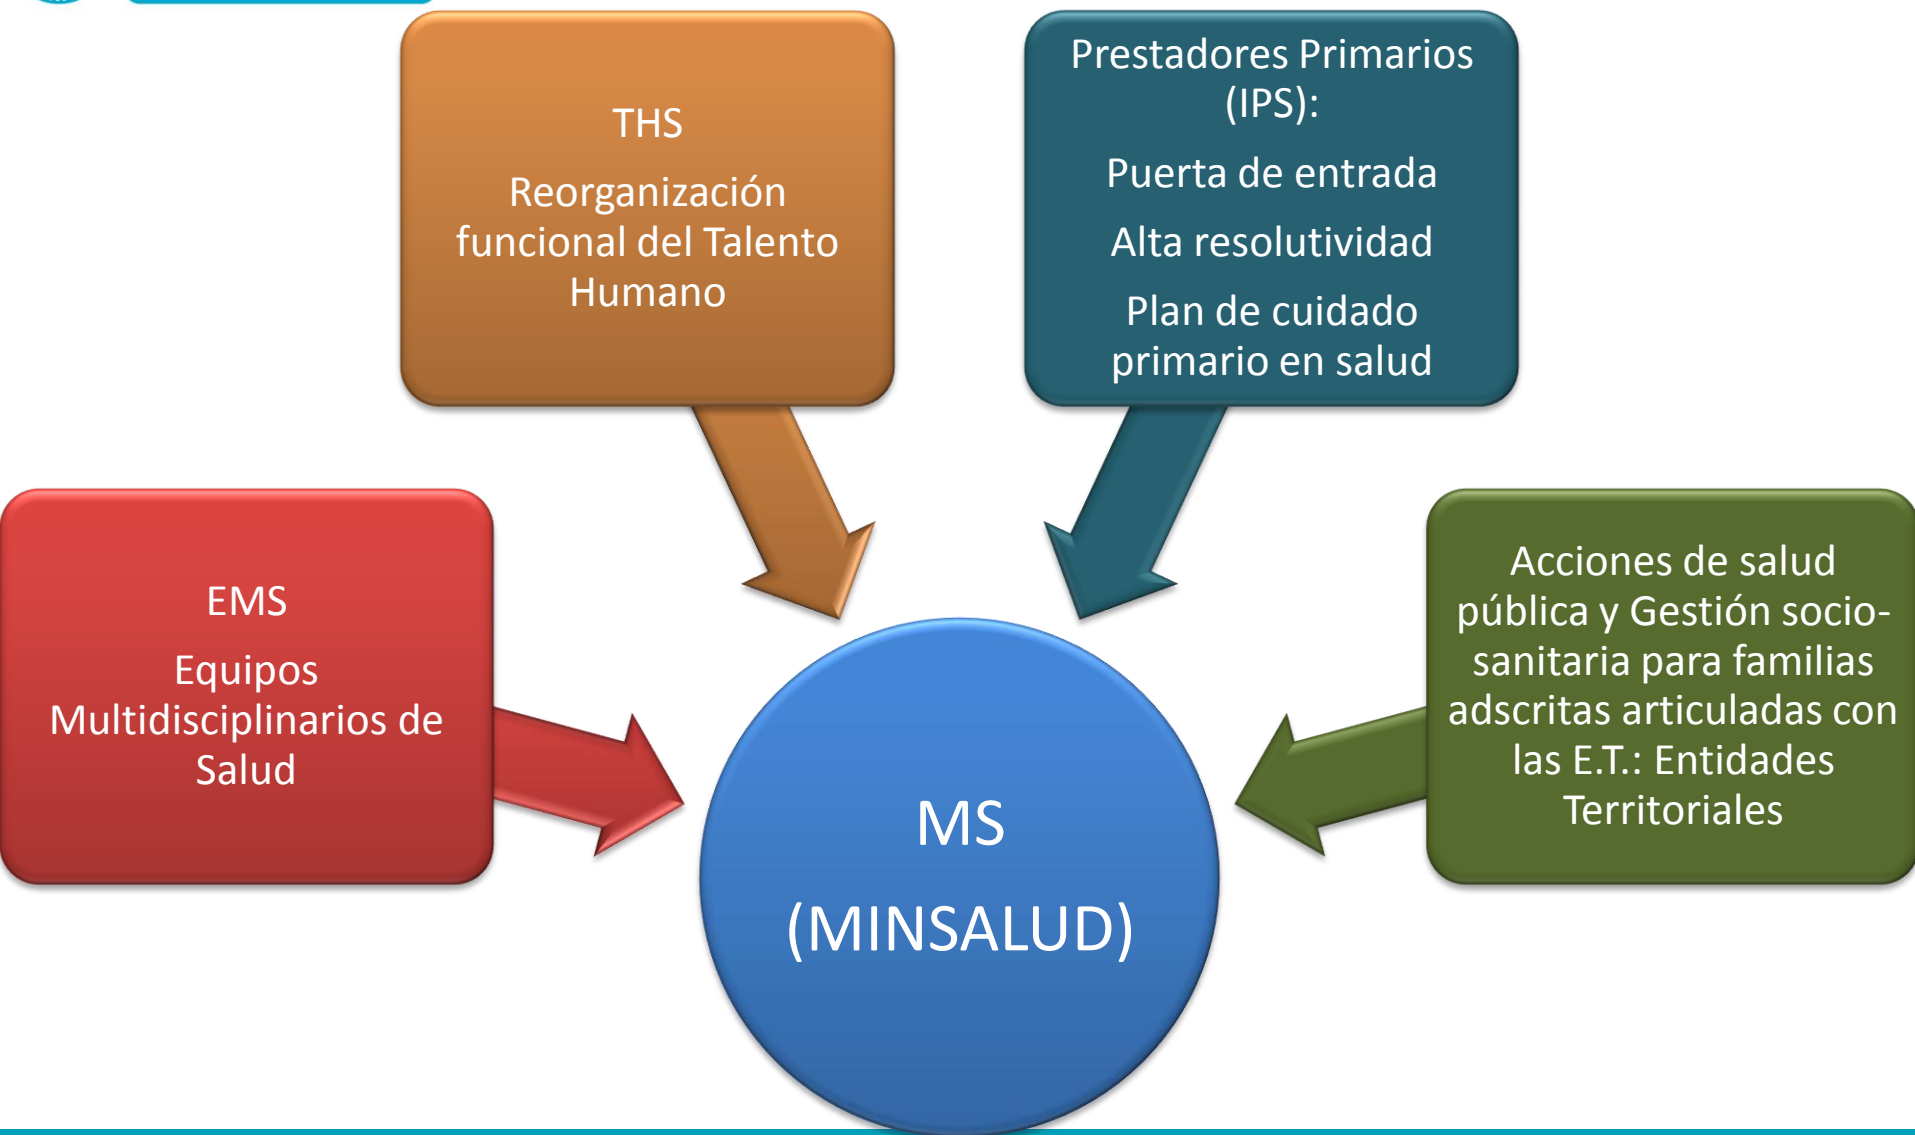 THS
Reorganización
funcional del Talento
Humano
Prestadores Primarios
(IPS):
Puerta de entrada
Alta resolutividad
Plan de cuidado
primario en salud
EMS
Equipos
Multidisciplinarios de
Salud
Acciones de salud
pública y Gestión socio-
sanitaria para familias
adscritas articuladas con
las E.T.: Entidades
Territoriales
MS
(MINSALUD)